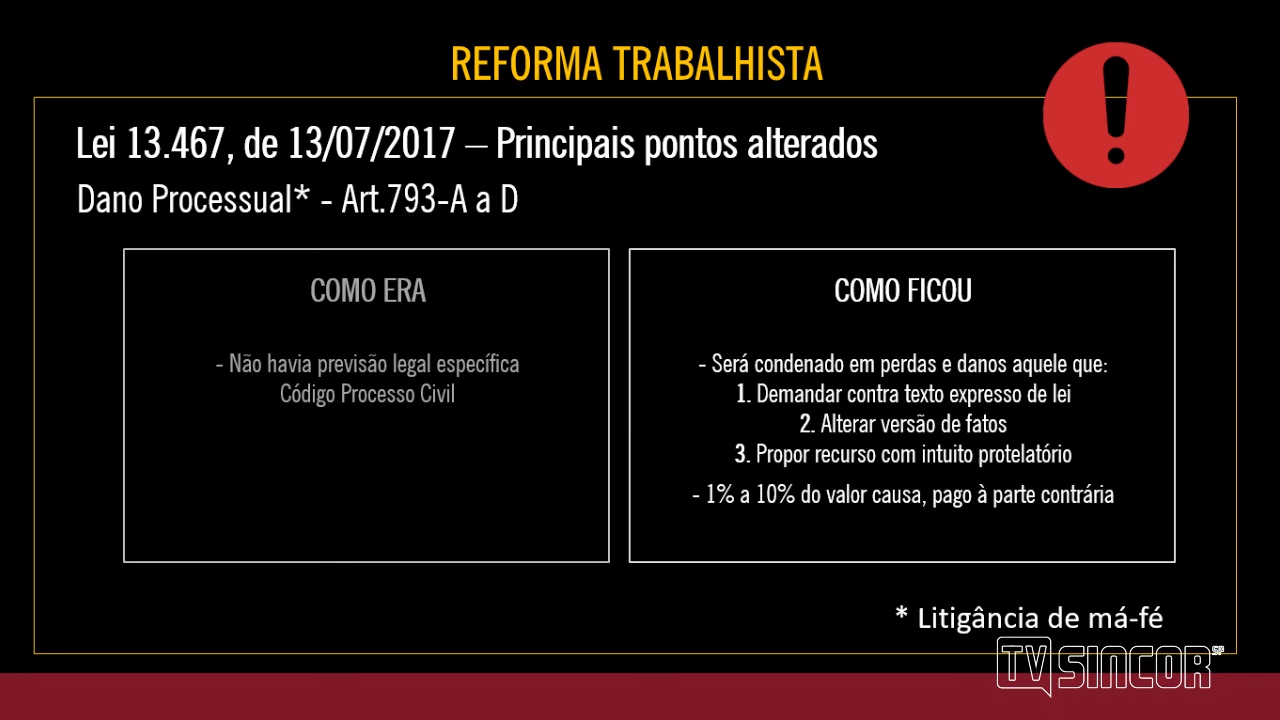 REFORMA TRABALHISTA
Lei 13.467, de 13/07/2017 – Principais pontos alterados
Dano Processual* - Art.793-A a D
COMO ERA
- Não havia previsão legal específica
Código Processo Civil
COMO FICOU
- Será condenado em perdas e danos aquele que:
1. Demandar contra texto expresso de lei
2. Alterar versão de fatos
3. Propor recurso com intuito protelatório
- 1% a 10% do valor causa, pago à parte contrária
* Litigância de má-fé
TV SINCOR SP